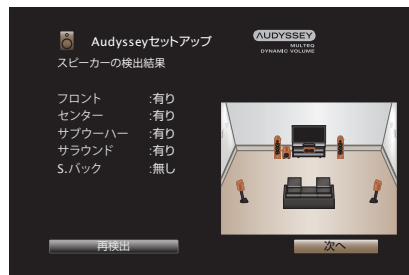 Audysseyセットアップ
AUDYSSEY
MULTEQ
DYNAMIC VOLUME
スピーカーの検出結果
フロント :有り
センター :有り
サブウーハー :有り
サラウンド :有り
S.バック :無し
再検出
次へ